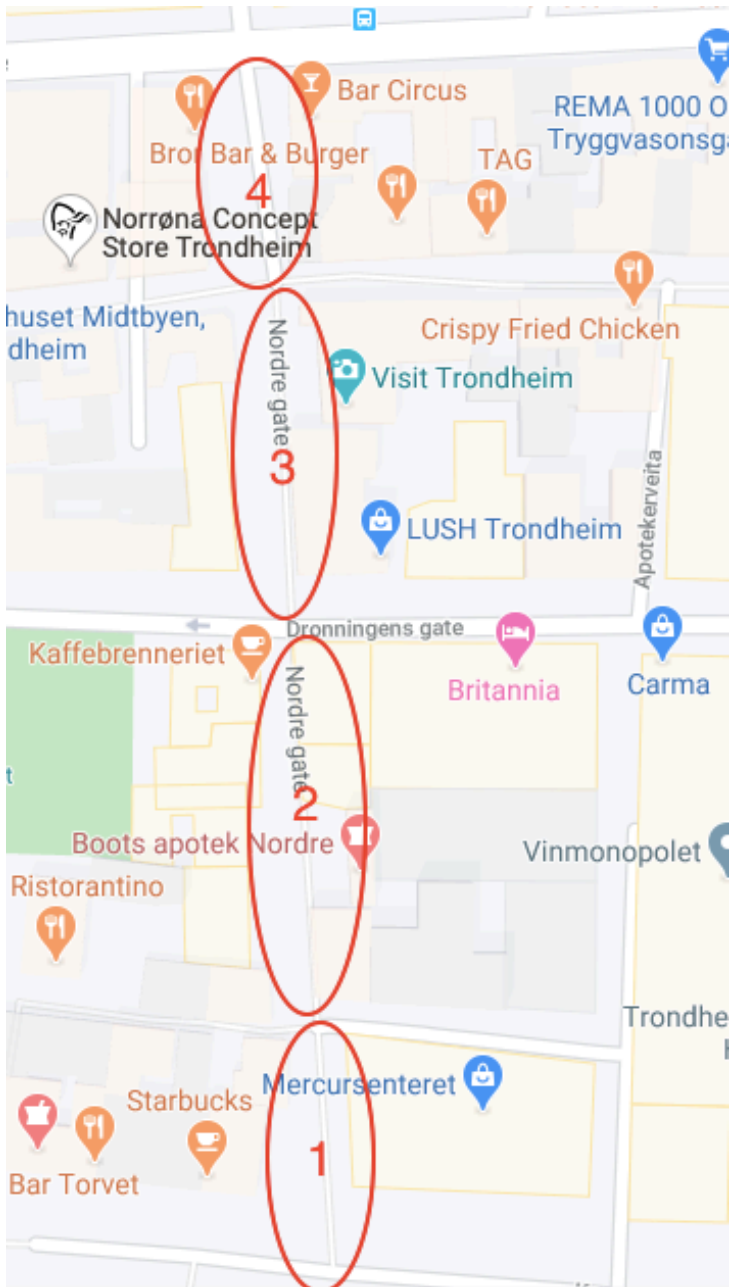 Bar Circus
REMA 1000 O
Tryggvasonsga
Bror Bar & Burger
TAG
4
Norrøna Concept
Store Trondheim
huset Midtbyen,
dheim
Crispy Fried Chicken
Nordre gate
Visit Trondheim
3
Apotekerveita
LUSH Trondheim
Dronningens gate
Kaffebrenneriet
Britannia
Carma
Nordre gate
t
2
Boots apotek Nordre
Vinmonopolet
Ristorantino
Trondhe
Mercursenteret
Starbucks
1
Bar Torvet